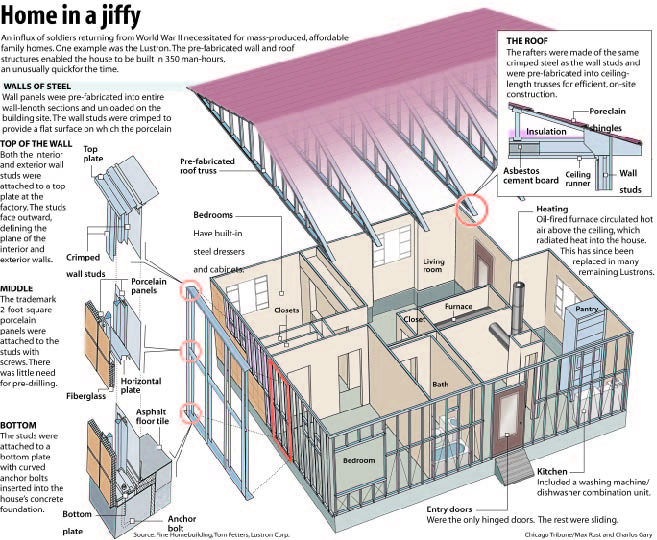 Home in a jiffy
An influx of soldiers returning from World War II necessitated for mass-produced, affordable
family homes. One example was the Lustron. The pre-fabricated wall and roof
structures enabled the house to be built in 350 man-hours.
an unusually quickfor the time.
WALLS OF STEEL
Wall panels were pre-fabricated into entire
wall-length sections and unloaded on the
building site. The wall studs were crimped to
provide a flat surface on which the porcelain
TOP OF THE WALL
Both the interior
and exterior wall
studs were
attached to a top
plate at the
factory. The studs
face outward,
defining the
plane of the
interior and
exterior walls.
Top
plate
Crimped
wall studs
MIDDLE
The trademark
2 foot square
porcelain
panels were
attached to the
studs with
screws. There
was little need
for pre-drilling.
Porcelain
panels
Fiberglass
Horizontal
plate
BOTTOM
The studs were
attached to a
bottom plate
with curved
anchor bolts
inserted into the
house's concrete
foundation.
Asphalt
floor tile
Bottom
plate
Anchor
bolt
Pre-fabricated
roof truss
Bedrooms
Have built-in
steel dressers
and cabinets.
Closets
Living
room
Closet
Furnace
Bath
Bedroom
Pantry
THE ROOF
The rafters were made of the same
crimped steel as the wall studs and
were pre-fabricated into ceiling-
length trusses for efficient, on-site
construction.
Porcelain
shingles
Insulation
Asbestos
cement board
Ceiling
runner
Wall
studs
Heating
Oil-fired furnace circulated hot
air above the ceiling, which
radiated heat into the house.
This has since been
replaced in many
remaining Lustrons.
Kitchen
Included a washing machine/
dishwasher combination unit.
Entry doors
Were the only hinged doors. The rest were sliding.
Source: Fine Homebuilding, Tom Fetters, Lustron Corp.
Chicago Tribune/Max Rust and Charles Gary